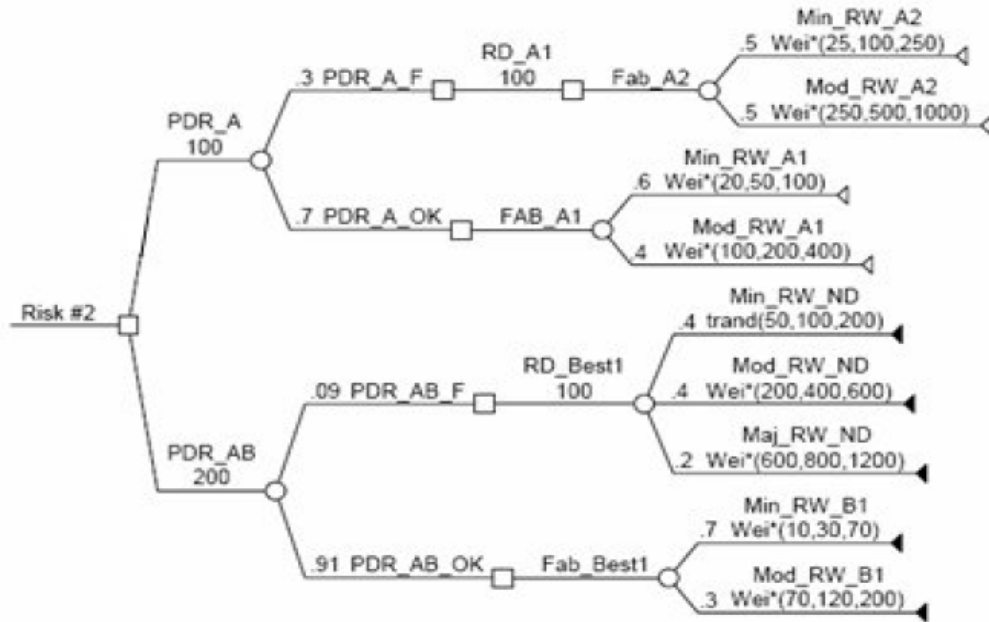 Min_RW_A2
.5 Wei*(25,100,250)
RD_A1
.3 PDR_A_F 100 Fab_A2
Mod_RW_A2
.5 Wei*(250,500,1000)
PDR_A
100
Min_RW_A1
.6 Wei*(20,50,100)
.7 PDR_A_OK FAB_A1
Mod_RW_A1
.4 Wei*(100,200,400)
Risk #2
Min_RW_ND
.4 trand(50,100,200)
RD_Best1
.09 PDR_AB_F 100
Mod_RW_ND
.4 Wei*(200,400,600)
Maj_RW_ND
.2 Wei*(600,800,1200)
PDR_AB
200
Min_RW_B1
.7 Wei*(10,30,70)
.91 PDR_AB_OK Fab_Best1
Mod_RW_B1
.3 Wei*(70,120,200)